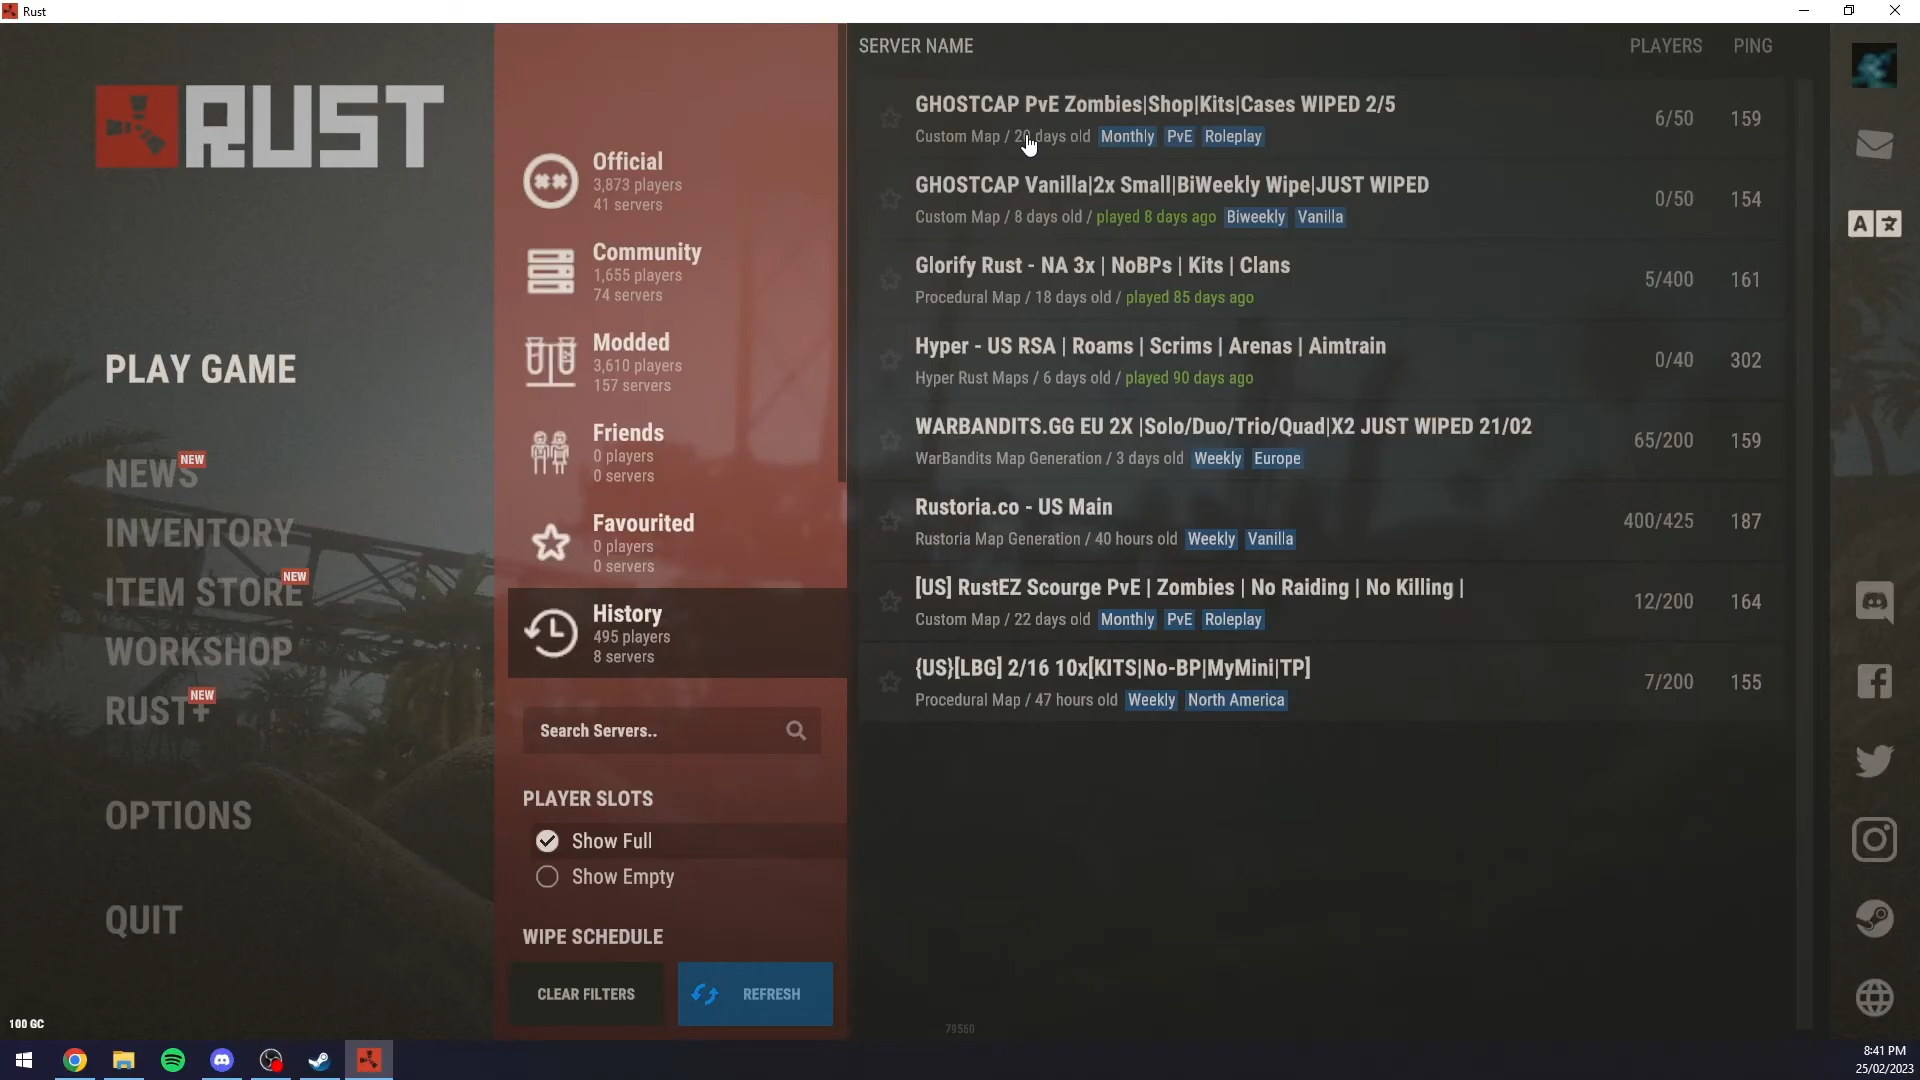 Rust
RUST
PLAY GAME
NEWS NEW
INVENTORY
ITEM STORE NEW
WORKSHOP
RUST+ NEW
OPTIONS
QUIT
100 GC
Official
3,873 players
41 servers
Community
1,655 players
74 servers
Modded
3,610 players
157 servers
Friends
0 players
0 servers
Favourited
0 players
0 servers
History
495 players
8 servers
Search Servers..
PLAYER SLOTS
Show Full
Show Empty
WIPE SCHEDULE
CLEAR FILTERS
REFRESH
SERVER NAME PLAYERS PING
GHOSTCAP PvE Zombies|Shop|Kits|Cases WIPED 2/5 6/50 159
Custom Map / 20 days old Monthly PvE Roleplay
GHOSTCAP Vanilla|2x Small|BiWeekly Wipe|JUST WIPED 0/50 154
Custom Map / 8 days old / played 8 days ago Biweekly Vanilla
Glorify Rust - NA 3x | NoBPs | Kits | Clans 5/400 161
Procedural Map / 18 days old / played 85 days ago
Hyper - US RSA | Roams | Scrims | Arenas | Aimtrain 0/40 302
Hyper Rust Maps / 6 days old / played 90 days ago
WARBANDITS.GG EU 2X |Solo/Duo/Trio/Quad|X2 JUST WIPED 21/02 65/200 159
WarBandits Map Generation / 3 days old Weekly Europe
Rustoria.co - US Main 400/425 187
Rustoria Map Generation / 40 hours old Weekly Vanilla
[US] RustEZ Scourge PvE | Zombies | No Raiding | No Killing | 12/200 164
Custom Map / 22 days old Monthly PvE Roleplay
{US}[LBG] 2/16 10x[KITS|No-BP|MyMini|TP] 7/200 155
Procedural Map / 47 hours old Weekly North America
79560
A 文
8:41 PM
25/02/2023